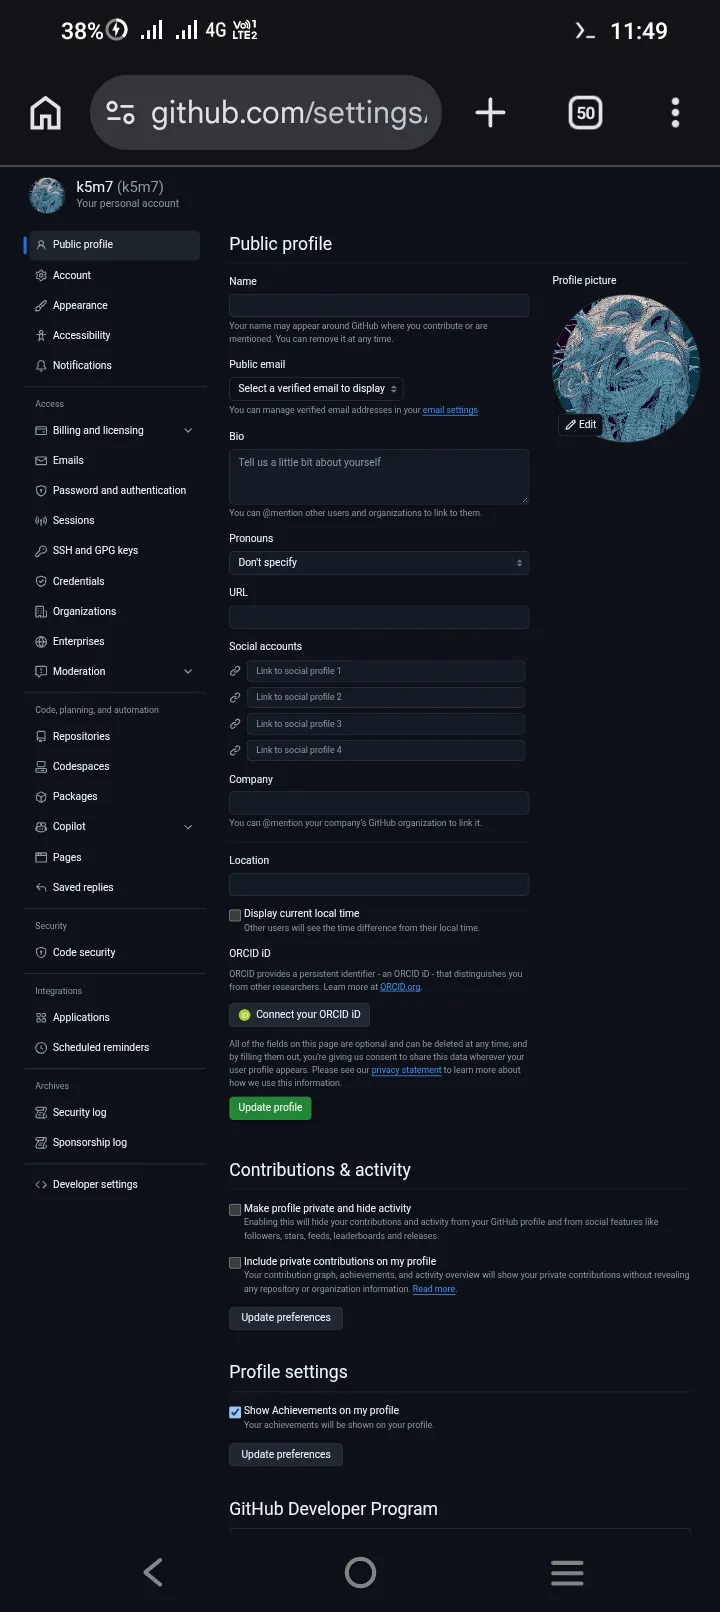 38% 4G Vo))1 LTE2 11:49
github.com/settings/ 50
k5m7 (k5m7)
Your personal account
Public profile
Account
Appearance
Accessibility
Notifications
Access
Billing and licensing
Emails
Password and authentication
Sessions
SSH and GPG keys
Credentials
Organizations
Enterprises
Moderation
Code, planning, and automation
Repositories
Codespaces
Packages
Copilot
Pages
Saved replies
Security
Code security
Integrations
Applications
Scheduled reminders
Archives
Security log
Sponsorship log
Developer settings
Public profile
Name
Your name may appear around GitHub where you contribute or are
mentioned. You can remove it at any time.
Profile picture
Edit
Public email
Select a verified email to display
You can manage verified email addresses in your email settings
Bio
Tell us a little bit about yourself
You can @mention other users and organizations to link to them.
Pronouns
Don't specify
URL
Social accounts
Link to social profile 1
Link to social profile 2
Link to social profile 3
Link to social profile 4
Company
You can @mention your company's GitHub organization to link it.
Location
Display current local time
Other users will see the time difference from their local time.
ORCID iD
ORCID provides a persistent identifier - an ORCID iD - that distinguishes you
from other researchers. Learn more at ORCID.org.
iD Connect your ORCID iD
All of the fields on this page are optional and can be deleted at any time, and
by filling them out, you're giving us consent to share this data wherever your
user profile appears. Please see our privacy statement to learn more about
how we use this information.
Update profile
Contributions & activity
Make profile private and hide activity
Enabling this will hide your contributions and activity from your GitHub profile and from social features like
followers, stars, feeds, leaderboards and releases.
Include private contributions on my profile
Your contribution graph, achievements, and activity overview will show your private contributions without revealing
any repository or organization information. Read more.
Update preferences
Profile settings
Show Achievements on my profile
Your achievements will be shown on your profile.
Update preferences
GitHub Developer Program